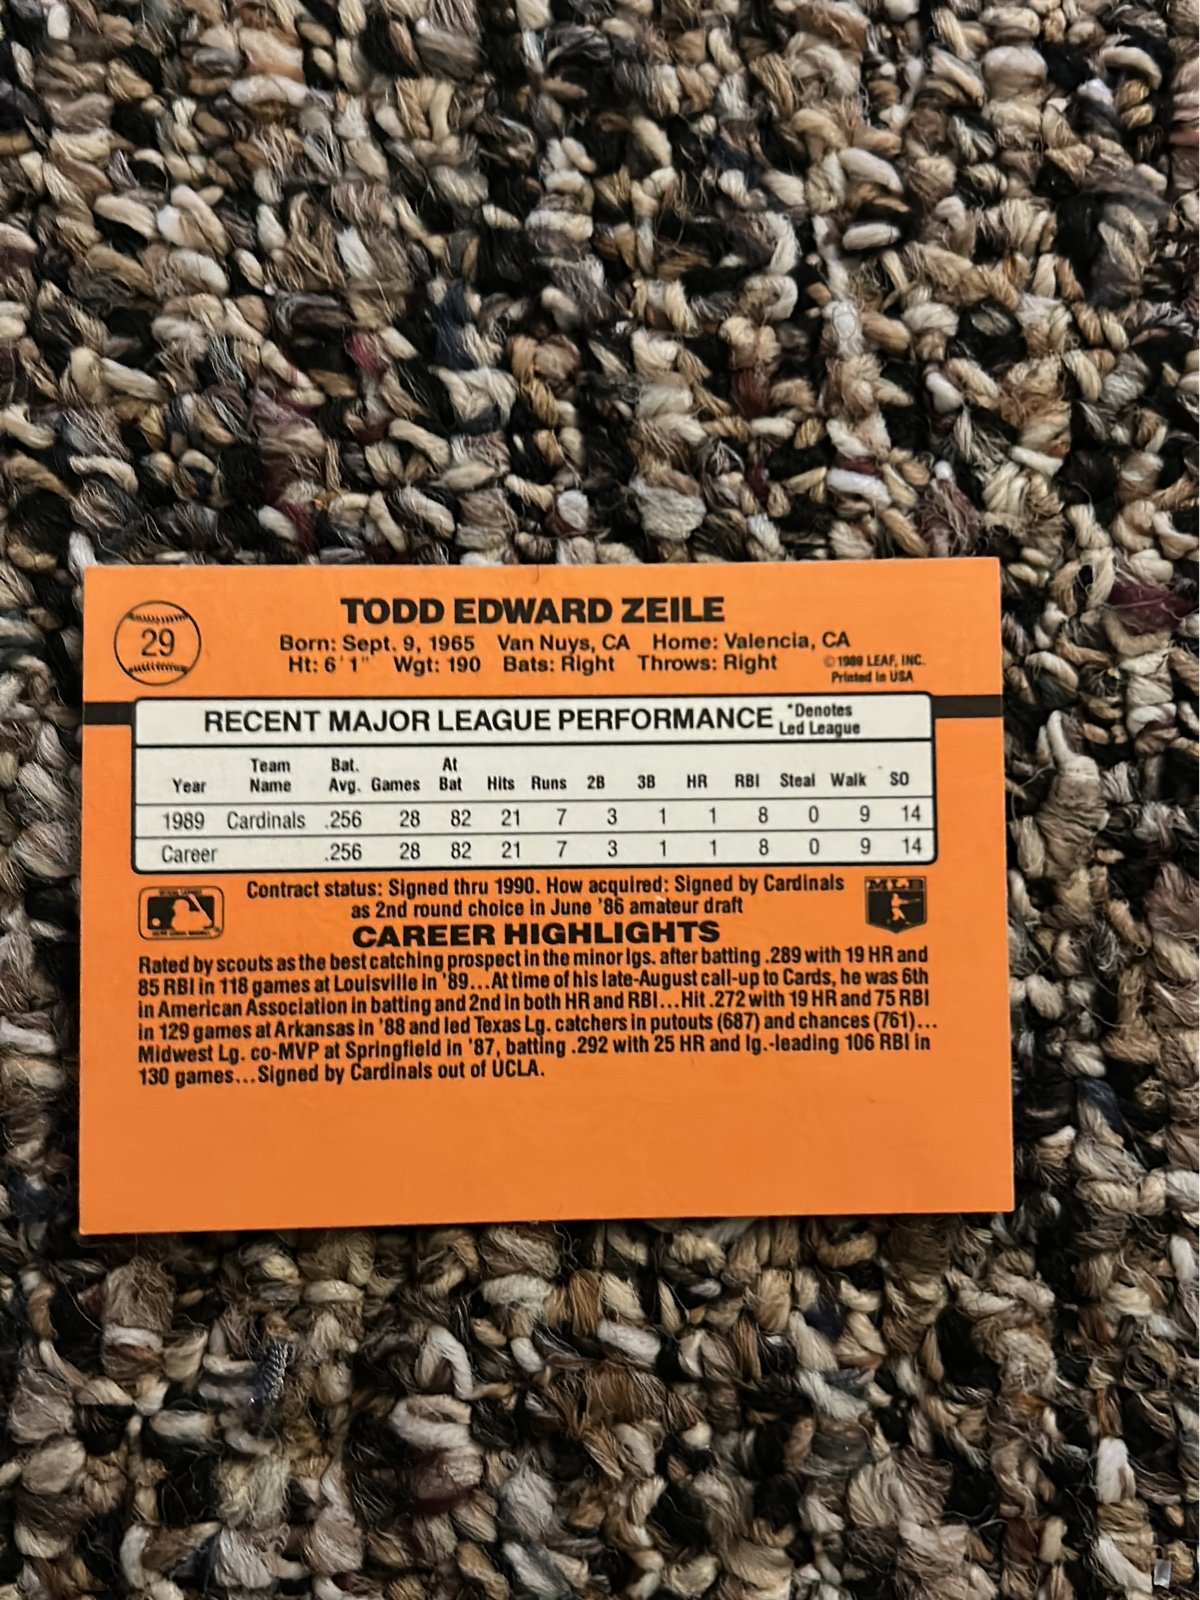 29
TODD EDWARD ZEILE
Born: Sept. 9, 1965 Van Nuys, CA Home: Valencia, CA
Ht: 6' 1" Wgt: 190 Bats: Right Throws: Right
© 1989 LEAF, INC.
Printed in USA
RECENT MAJOR LEAGUE PERFORMANCE *Denotes Led League
Year Team Name Bat. Avg. Games At Bat Hits Runs 2B 3B HR RBI Steal Walk SO
1989 Cardinals .256 28 82 21 7 3 1 1 8 0 9 14
Career .256 28 82 21 7 3 1 1 8 0 9 14
Contract status: Signed thru 1990. How acquired: Signed by Cardinals
as 2nd round choice in June '86 amateur draft
MLB
CAREER HIGHLIGHTS
Rated by scouts as the best catching prospect in the minor lgs. after batting .289 with 19 HR and
85 RBI in 118 games at Louisville in '89...At time of his late-August call-up to Cards, he was 6th
in American Association in batting and 2nd in both HR and RBI...Hit .272 with 19 HR and 75 RBI
in 129 games at Arkansas in '88 and led Texas Lg. catchers in putouts (687) and chances (761)...
Midwest Lg. co-MVP at Springfield in '87, batting .292 with 25 HR and lg.-leading 106 RBI in
130 games...Signed by Cardinals out of UCLA.